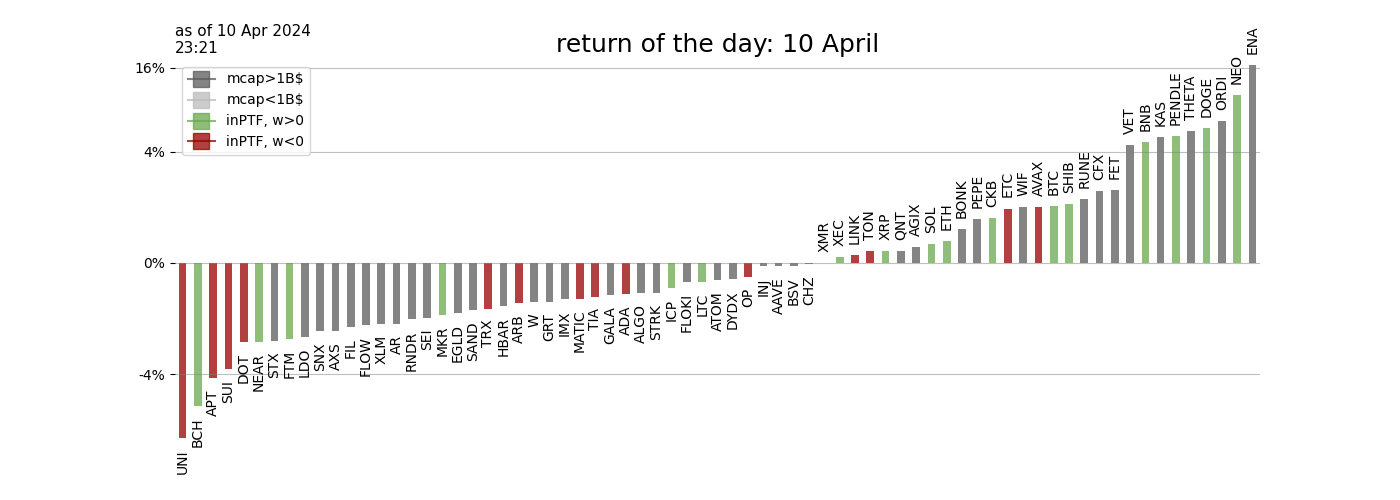 as of 10 Apr 2024
23:21
return of the day: 10 April
mcap>1B$
mcap<1B$
inPTF, w>0
inPTF, w<0
16%
4%
0%
-4%
UNI
BCH
APT
SUI
DOT
NEAR
STX
FTM
LDO
SNX
AXS
FIL
FLOW
XLM
AR
RNDR
SEI
MKR
EGLD
SAND
TRX
HBAR
ARB
W
GRT
IMX
MATIC
TIA
GALA
ADA
ALGO
STRK
ICP
FLOKI
LTC
ATOM
DYDX
OP
INJ
AAVE
BSV
CHZ
XMR
XEC
LINK
TON
XRP
QNT
AGIX
SOL
ETH
BONK
PEPE
CKB
ETC
WIF
AVAX
BTC
SHIB
RUNE
CFX
FET
VET
BNB
KAS
PENDLE
THETA
DOGE
ORDI
NEO
ENA